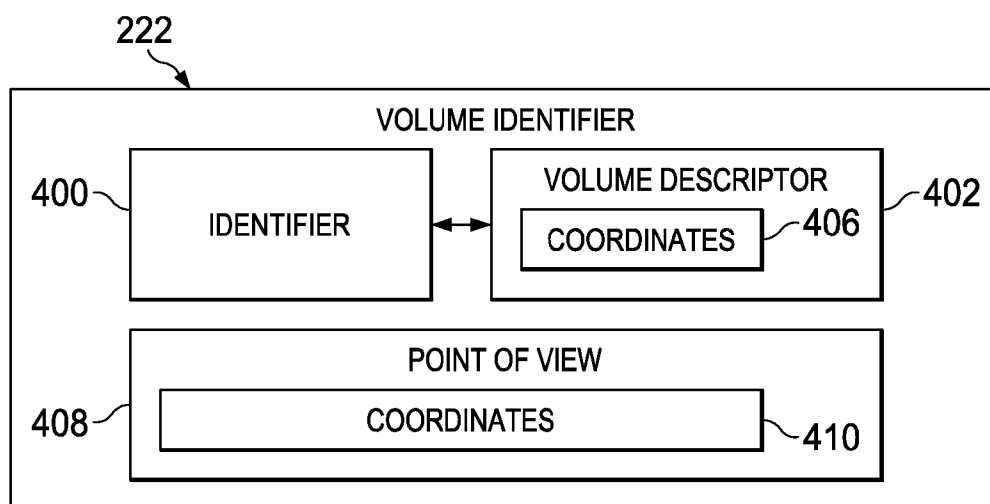 222
VOLUME IDENTIFIER
400
IDENTIFIER
VOLUME DESCRIPTOR
402
COORDINATES
406
POINT OF VIEW
408
COORDINATES
410